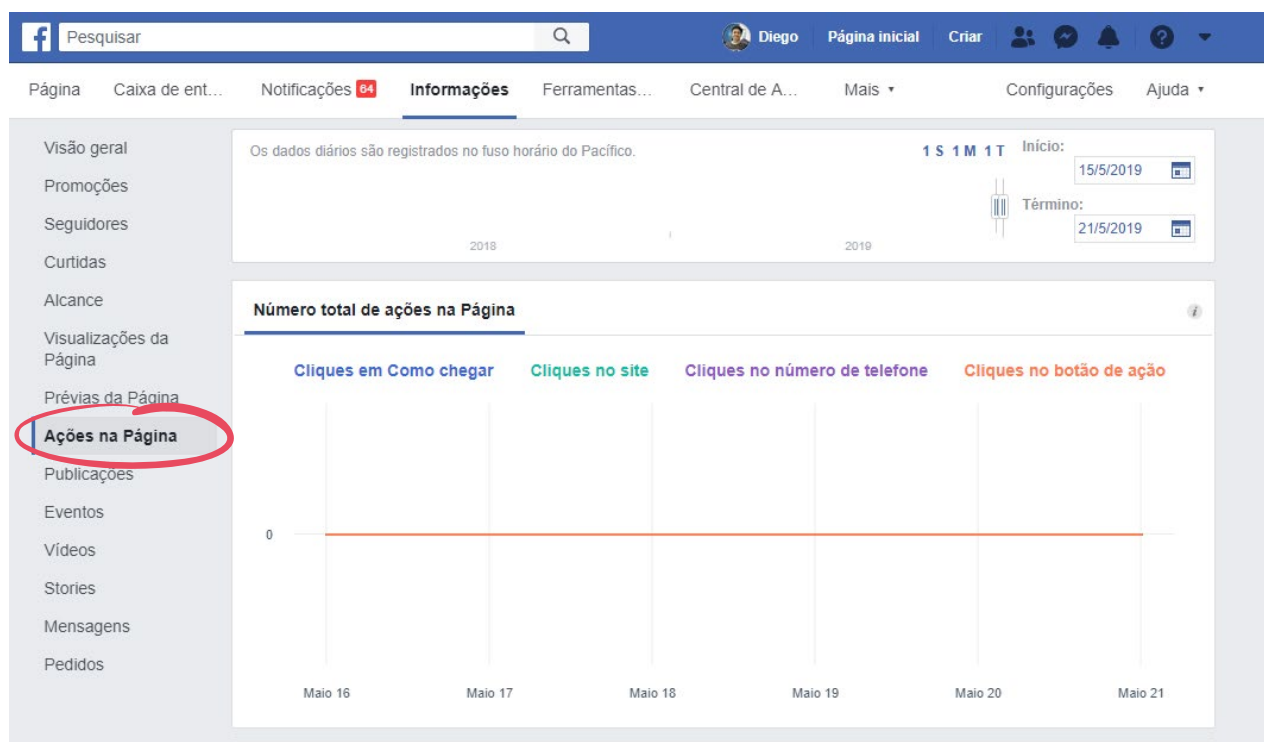 f Pesquisar Diego Página inicial Criar
Página Caixa de ent... Notificações 64 Informações Ferramentas... Central de A... Mais Configurações Ajuda
Visão geral
Promoções
Seguidores
Curtidas
Alcance
Visualizações da
Página
Prévias da Página
Ações na Página
Publicações
Eventos
Vídeos
Stories
Mensagens
Pedidos
Os dados diários são registrados no fuso horário do Pacífico. 1 S 1 M 1 T Início:
15/5/2019
Término:
21/5/2019
2018 2019
Número total de ações na Página i
Cliques em Como chegar Cliques no site Cliques no número de telefone Cliques no botão de ação
0
Maio 16 Maio 17 Maio 18 Maio 19 Maio 20 Maio 21